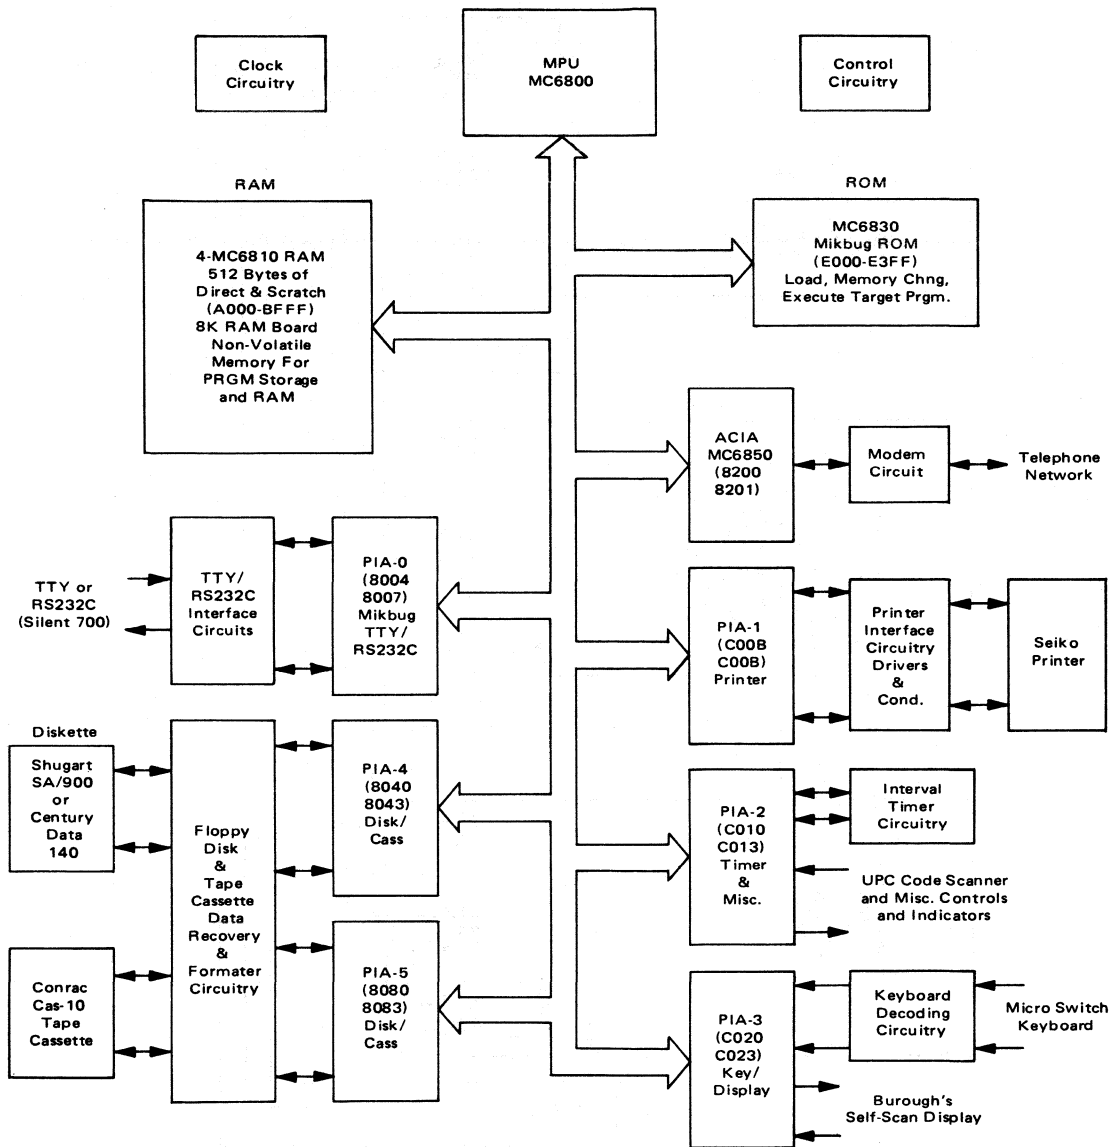 Clock
Circuitry
MPU
MC6800
Control
Circuitry
RAM
4-MC6810 RAM
512 Bytes of
Direct & Scratch
(A000-BFFF)
8K RAM Board
Non-Volatile
Memory For
PRGM Storage
and RAM
ROM
MC6830
Mikbug ROM
(E000-E3FF)
Load, Memory Chng,
Execute Target Prgm.
ACIA
MC6850
(8200
8201)
Modem
Circuit
Telephone
Network
TTY or
RS232C
(Silent 700)
TTY/
RS232C
Interface
Circuits
PIA-0
(8004
8007)
Mikbug
TTY/
RS232C
PIA-1
(C00B
C00B)
Printer
Printer
Interface
Circuitry
Drivers
&
Cond.
Seiko
Printer
Diskette
Shugart
SA/900
or
Century
Data
140
Floppy
Disk
&
Tape
Cassette
Data
Recovery
&
Formater
Circuitry
PIA-4
(8040
8043)
Disk/
Cass
PIA-2
(C010
C013)
Timer
&
Misc.
Interval
Timer
Circuitry
UPC Code Scanner
and Misc. Controls
and Indicators
Conrac
Cas-10
Tape
Cassette
PIA-5
(8080
8083)
Disk/
Cass
PIA-3
(C020
C023)
Key/
Display
Keyboard
Decoding
Circuitry
Micro Switch
Keyboard
Burough's
Self-Scan Display